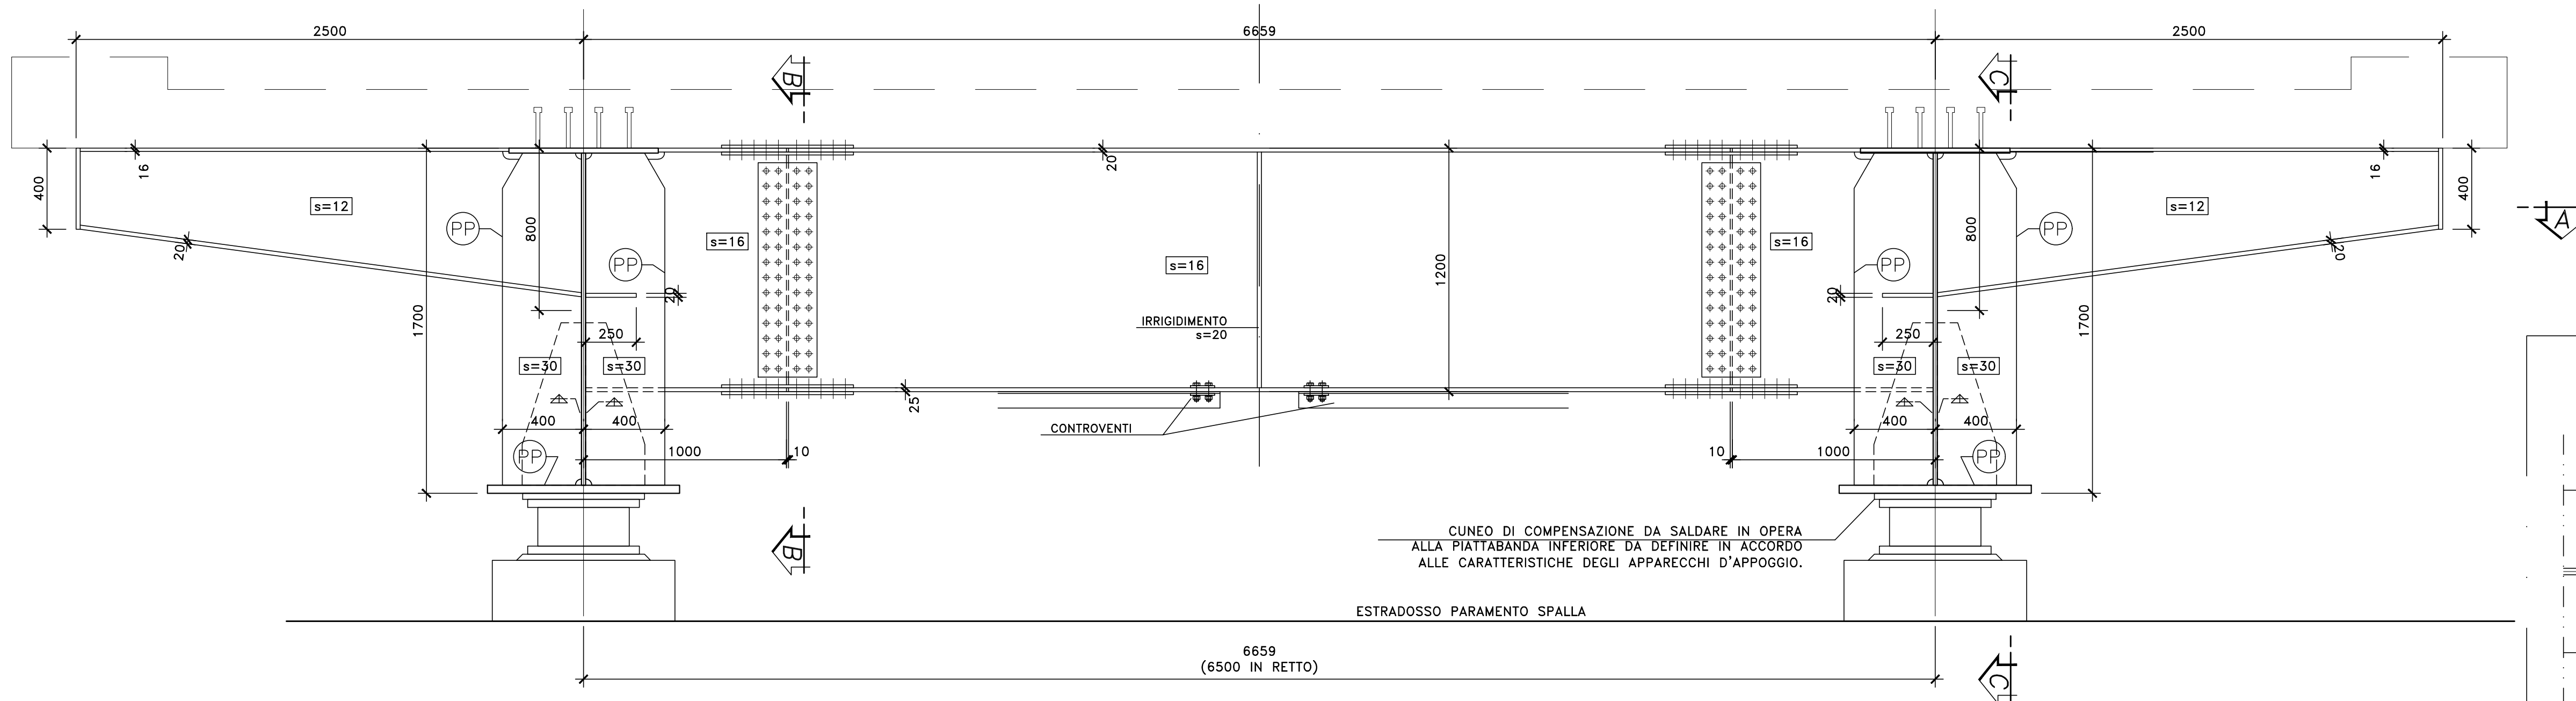 2500
6659
2500
B
C
16
20
16
400
400
s=12
s=12
A
PP
PP
PP
PP
800
800
s=16
s=16
s=16
20
20
20
20
1200
1700
1700
IRRIGIDIMENTO
s=20
250
250
s=30
s=30
s=30
s=30
25
400
400
400
400
CONTROVENTI
1000
10
10
1000
PP
PP
B
CUNEO DI COMPENSAZIONE DA SALDARE IN OPERA
ALLA PIATTABANDA INFERIORE DA DEFINIRE IN ACCORDO
ALLE CARATTERISTICHE DEGLI APPARECCHI D'APPOGGIO.
ESTRADOSSO PARAMENTO SPALLA
6659
(6500 IN RETTO)
C